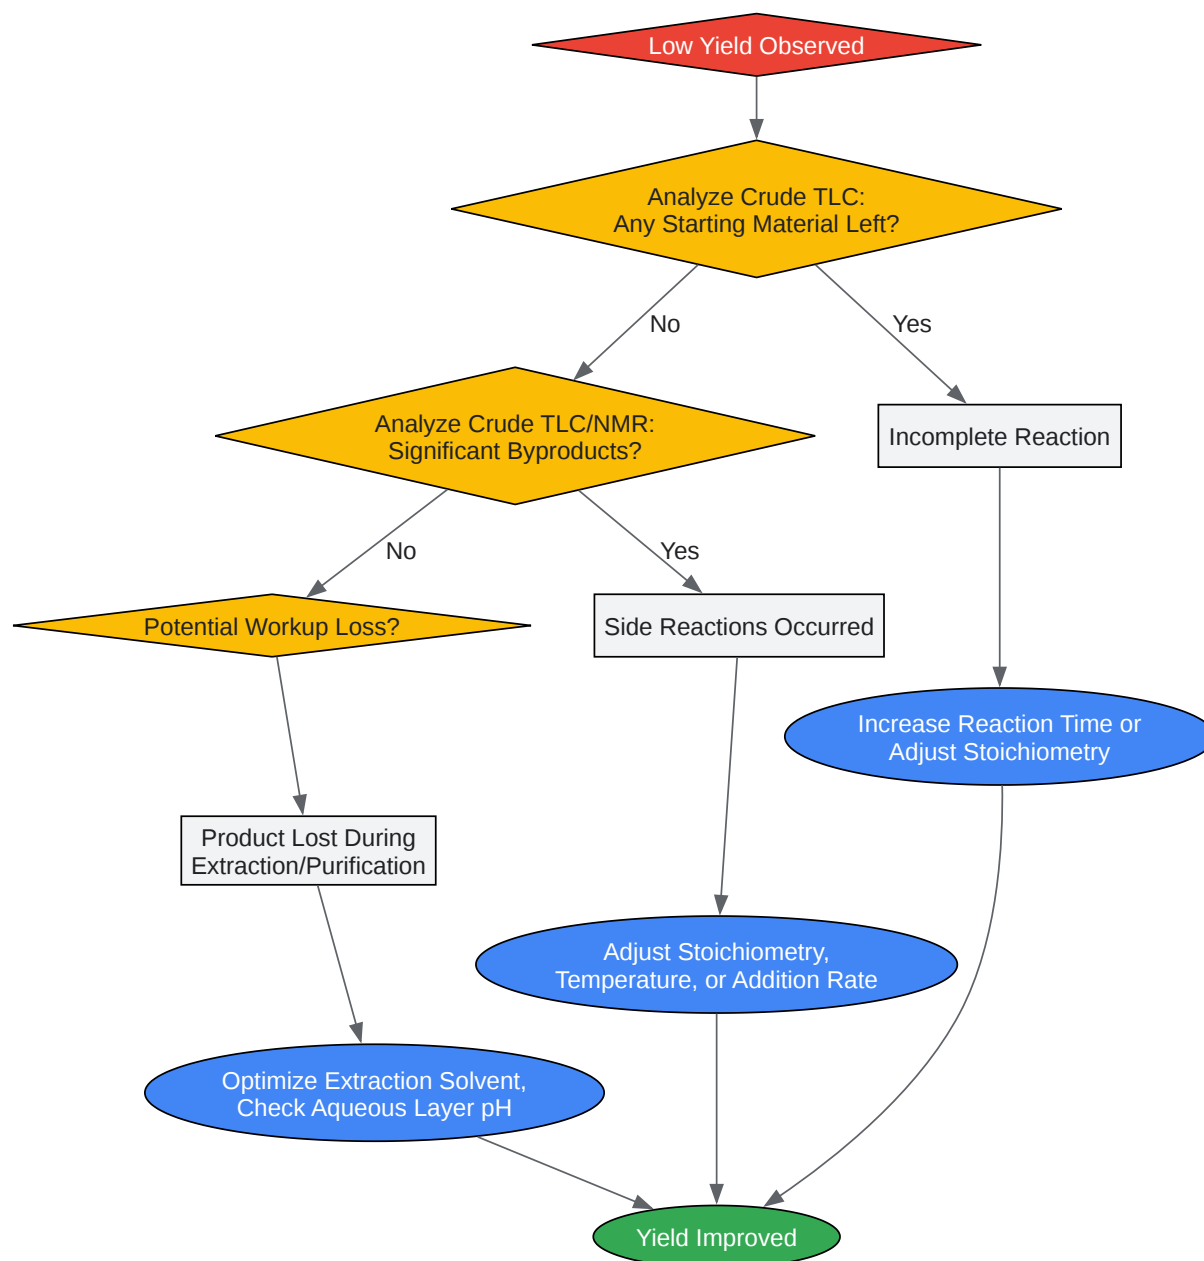 Low Yield Observed
Analyze Crude TLC:
Any Starting Material Left?
No
Yes
Analyze Crude TLC/NMR:
Significant Byproducts?
Incomplete Reaction
No
Yes
Potential Workup Loss?
Side Reactions Occurred
Increase Reaction Time or
Adjust Stoichiometry
Product Lost During
Extraction/Purification
Adjust Stoichiometry,
Temperature, or Addition Rate
Optimize Extraction Solvent,
Check Aqueous Layer pH
Yield Improved